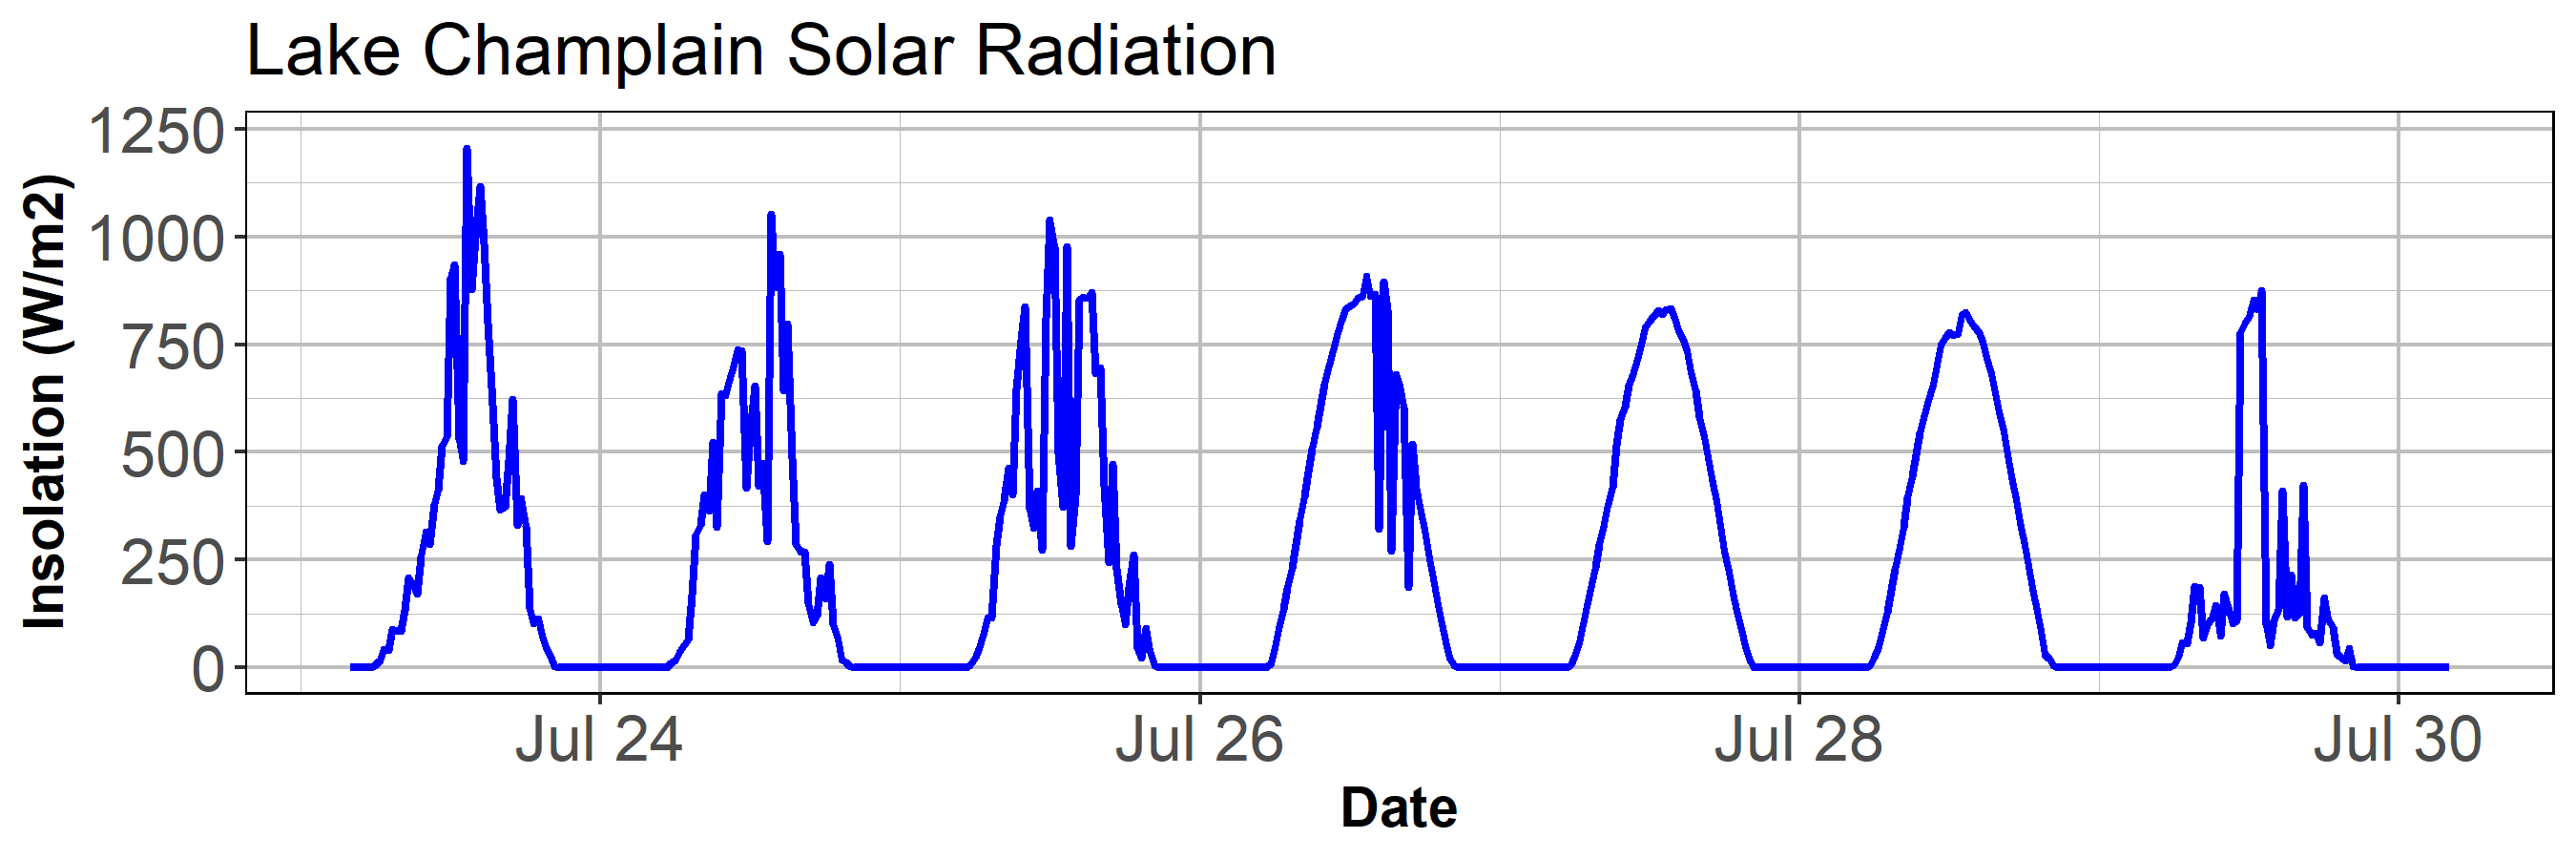 Lake Champlain Solar Radiation
Insolation (W/m2)
1250
1000
750
500
250
0
Jul 24
Jul 26
Jul 28
Jul 30
Date